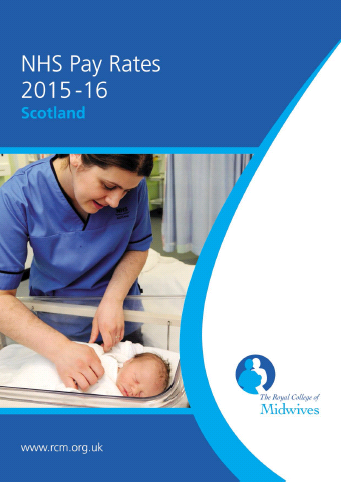 NHS Pay Rates
2015-16
Scotland
The Royal College of
Midwives
www.rcm.org.uk